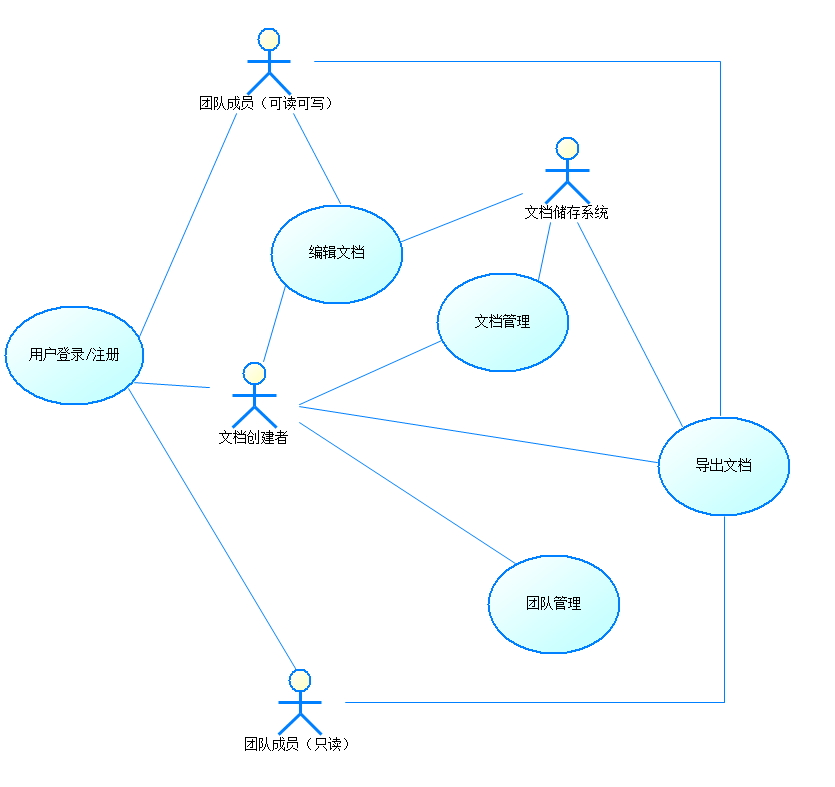 团队成员（可读可写）
文档储存系统
编辑文档
文档管理
用户登录/注册
文档创建者
导出文档
团队管理
团队成员（只读）